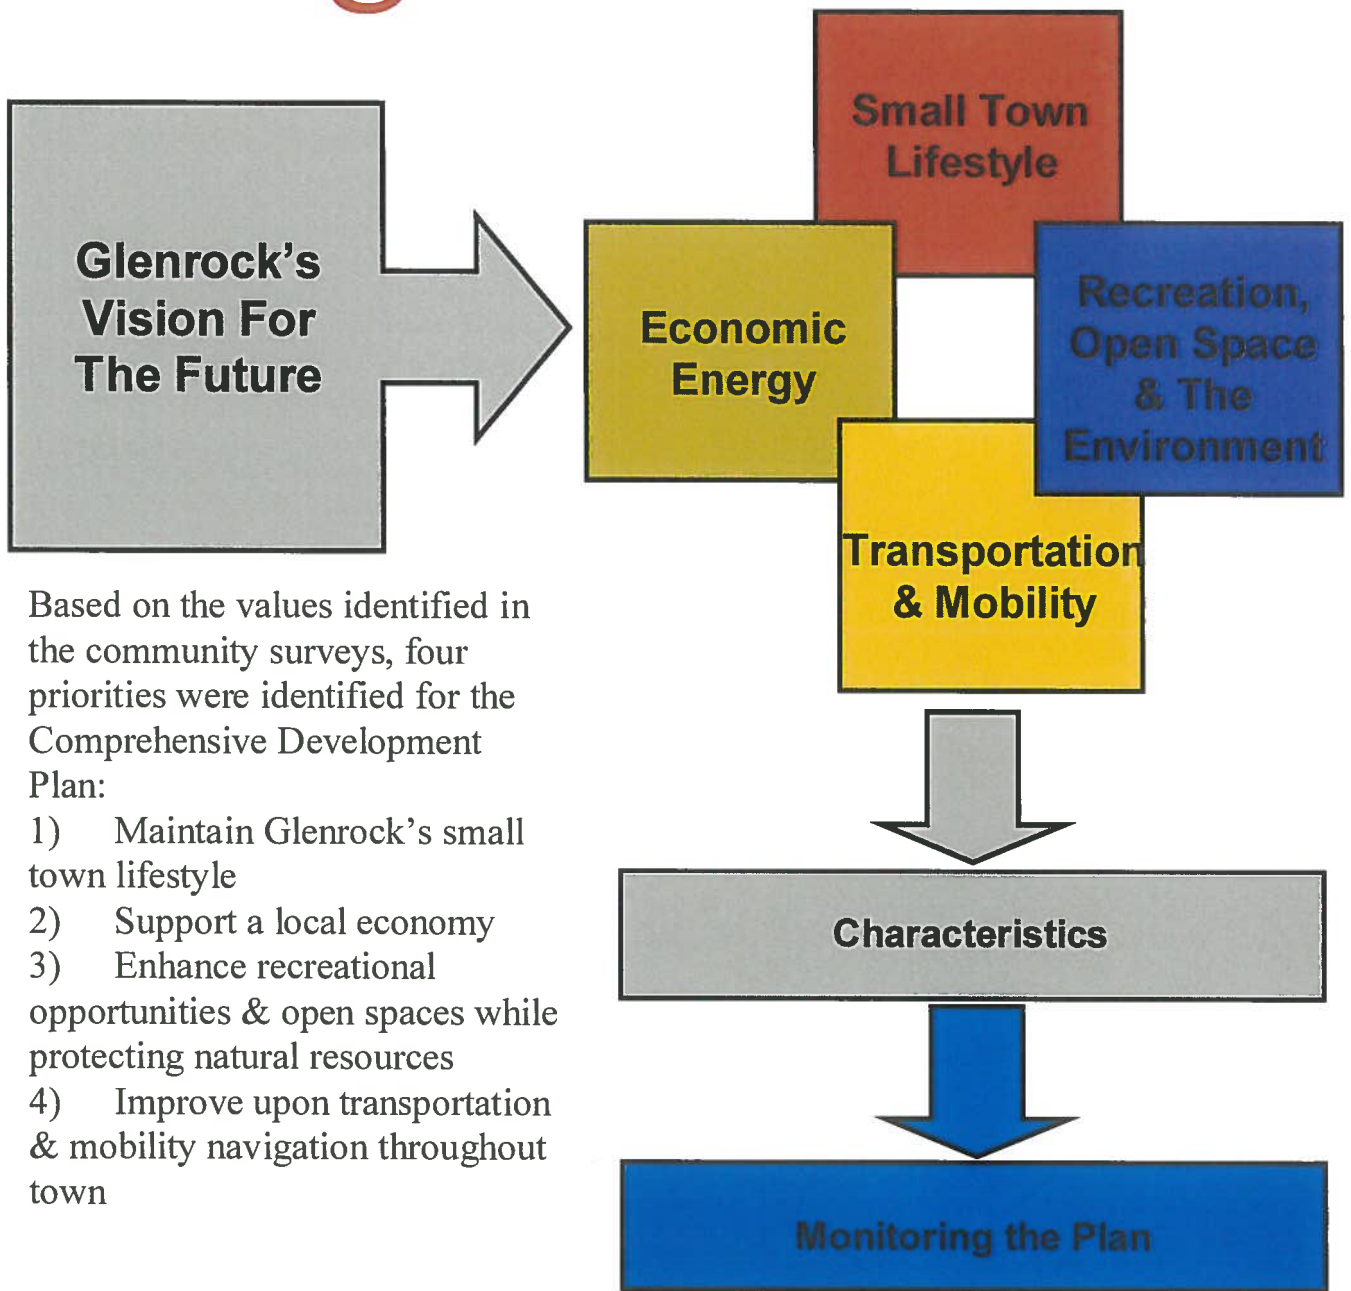 Glenrock's
Vision For
The Future
Small Town
Lifestyle
Economic
Energy
Recreation,
Open Space
& The
Environment
Transportation
& Mobility
Based on the values identified in
the community surveys, four
priorities were identified for the
Comprehensive Development
Plan:
1) Maintain Glenrock's small
town lifestyle
2) Support a local economy
3) Enhance recreational
opportunities & open spaces while
protecting natural resources
4) Improve upon transportation
& mobility navigation throughout
town
Characteristics
Monitoring the Plan